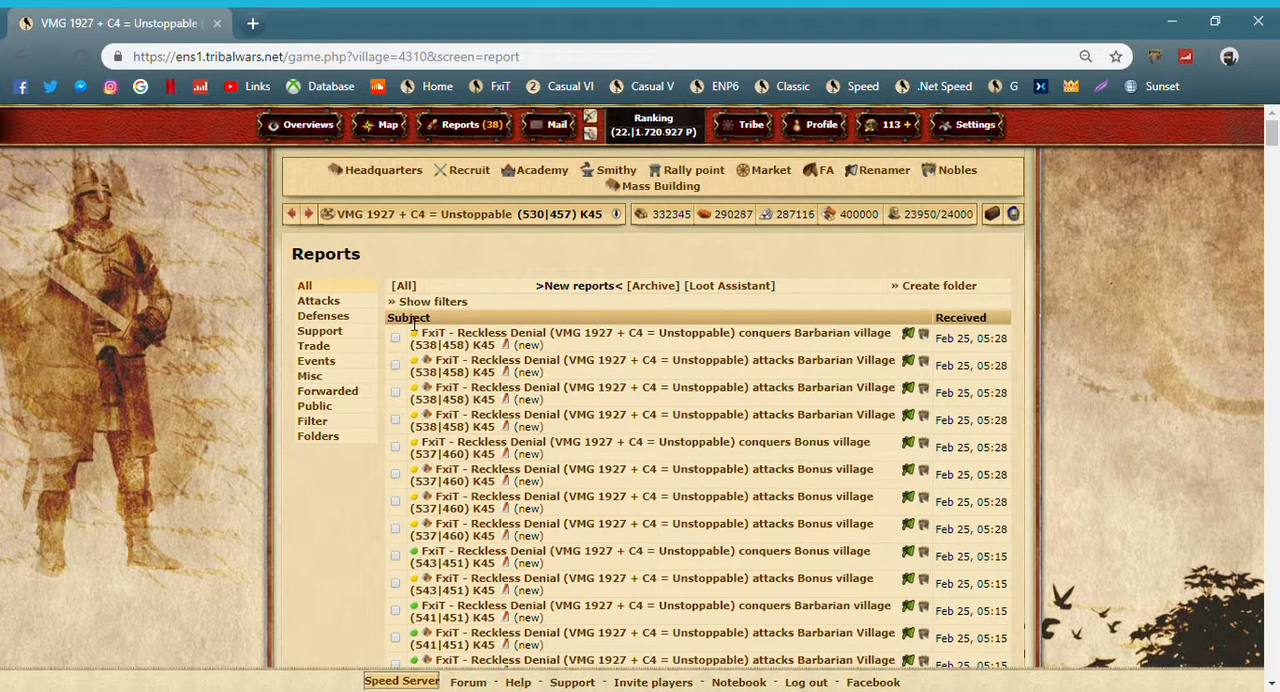 VMG 1927 + C4 = Unstoppable (
https://ens1.tribalwars.net/game.php?village=4310&screen=report
Links Database Home FxiT Casual VI Casual V ENP6 Classic Speed .Net Speed G Sunset
Overviews Map Reports (38) Mail Ranking Tribe Profile 113 + Settings
(22.|1.720.927 P)
Headquarters Recruit Academy Smithy Rally point Market FA Renamer Nobles
Mass Building
VMG 1927 + C4 = Unstoppable (530|457) K45 332345 290287 287116 400000 23950/24000
Reports
All
Attacks
Defenses
Support
Trade
Events
Misc
Forwarded
Public
Filter
Folders
[All] >New reports< [Archive] [Loot Assistant] » Create folder
» Show filters
Subject Received
FxiT - Reckless Denial (VMG 1927 + C4 = Unstoppable) conquers Barbarian village
(538|458) K45 (new) Feb 25, 05:28
FxiT - Reckless Denial (VMG 1927 + C4 = Unstoppable) attacks Barbarian Village
(538|458) K45 (new) Feb 25, 05:28
FxiT - Reckless Denial (VMG 1927 + C4 = Unstoppable) attacks Barbarian Village
(538|458) K45 (new) Feb 25, 05:28
FxiT - Reckless Denial (VMG 1927 + C4 = Unstoppable) attacks Barbarian Village
(538|458) K45 (new) Feb 25, 05:28
FxiT - Reckless Denial (VMG 1927 + C4 = Unstoppable) conquers Bonus village
(537|460) K45 (new) Feb 25, 05:28
FxiT - Reckless Denial (VMG 1927 + C4 = Unstoppable) attacks Bonus village
(537|460) K45 (new) Feb 25, 05:28
FxiT - Reckless Denial (VMG 1927 + C4 = Unstoppable) attacks Bonus village
(537|460) K45 (new) Feb 25, 05:28
FxiT - Reckless Denial (VMG 1927 + C4 = Unstoppable) attacks Bonus village
(537|460) K45 (new) Feb 25, 05:28
FxiT - Reckless Denial (VMG 1927 + C4 = Unstoppable) conquers Bonus village
(543|451) K45 (new) Feb 25, 05:15
FxiT - Reckless Denial (VMG 1927 + C4 = Unstoppable) attacks Bonus village
(543|451) K45 (new) Feb 25, 05:15
FxiT - Reckless Denial (VMG 1927 + C4 = Unstoppable) conquers Barbarian village
(541|451) K45 (new) Feb 25, 05:15
FxiT - Reckless Denial (VMG 1927 + C4 = Unstoppable) attacks Barbarian Village
(541|451) K45 (new) Feb 25, 05:15
FxiT - Reckless Denial (VMG 1927 + C4 = Unstoppable) attacks Barbarian Village
Feb 25, 05:15
Speed Server Forum - Help - Support - Invite players - Notebook - Log out - Facebook